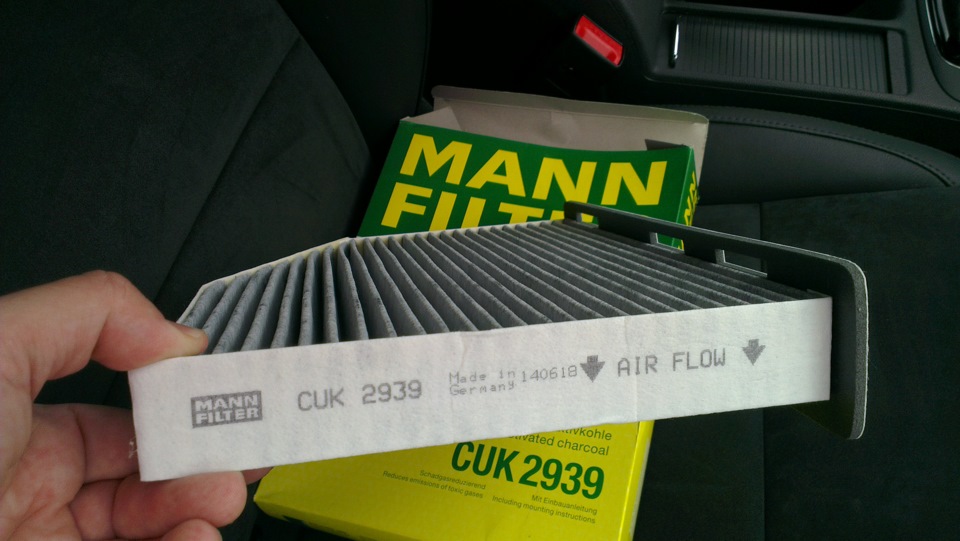 MANN
FILTER
MANN
FILTER
CUK 2939
Made in
Germany
140618
AIR FLOW
activated charcoal
CUK 2939
Schadgasreduzierend
Reduces emissions of toxic gases
Mit Einbauanleitung
Including mounting instructions